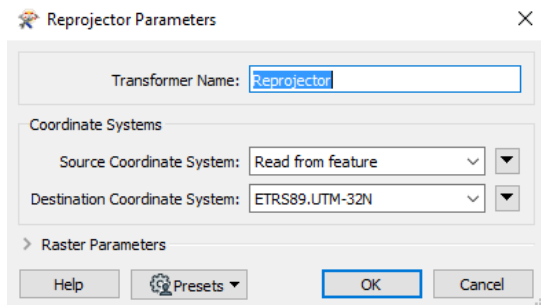 Reprojector Parameters
Transformer Name: Reprojector
Coordinate Systems
Source Coordinate System: Read from feature
Destination Coordinate System: ETRS89.UTM-32N
Raster Parameters
Help Presets OK Cancel